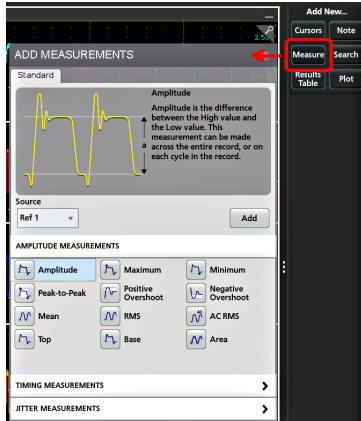 Add New...
2.50
Cursors
Note
ADD MEASUREMENTS
Measure
Search
Standard
Results
Table
Plot
Amplitude
Amplitude is the difference
between the High value and
the Low value. This
measurement can be made
across the entire record, or on
each cycle in the record.
a
Source
Ref 1
Add
AMPLITUDE MEASUREMENTS
Amplitude
Maximum
Minimum
Peak-to-Peak
Positive
Overshoot
Negative
Overshoot
Mean
RMS
AC RMS
Top
Base
Area
TIMING MEASUREMENTS
JITTER MEASUREMENTS